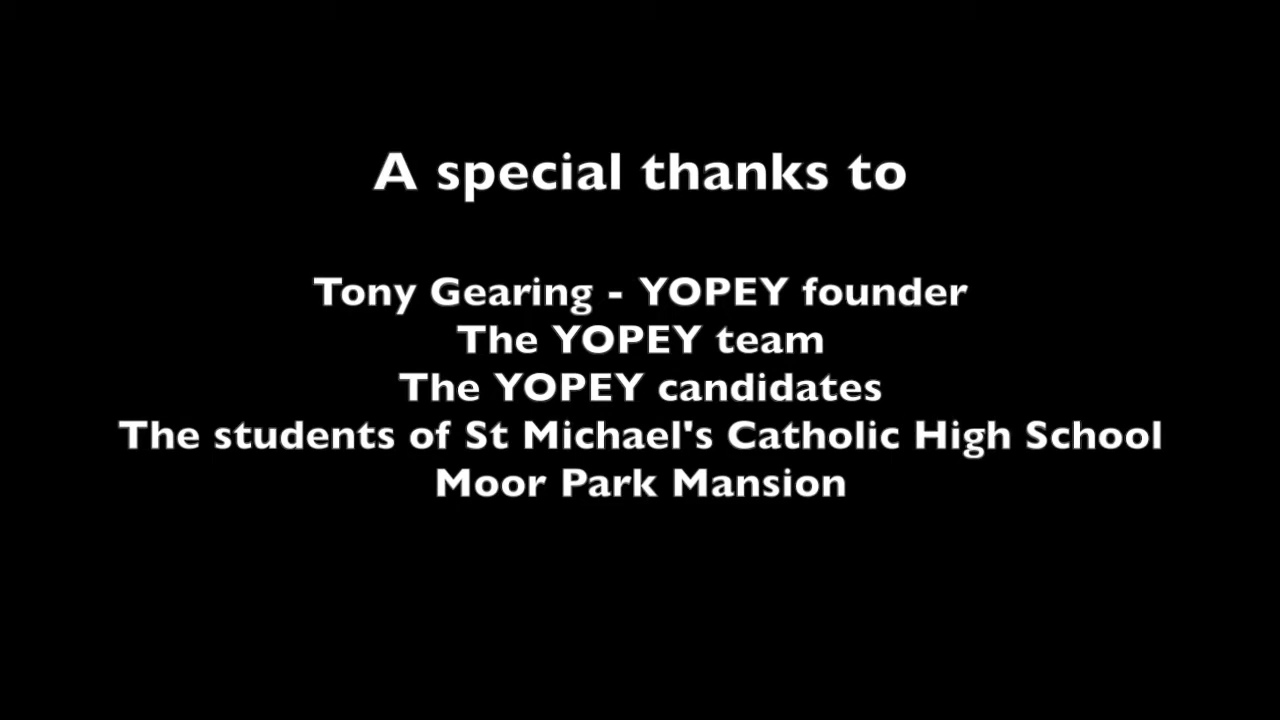 A special thanks to
Tony Gearing - YOPEY founder
The YOPEY team
The YOPEY candidates
The students of St Michael's Catholic High School
Moor Park Mansion